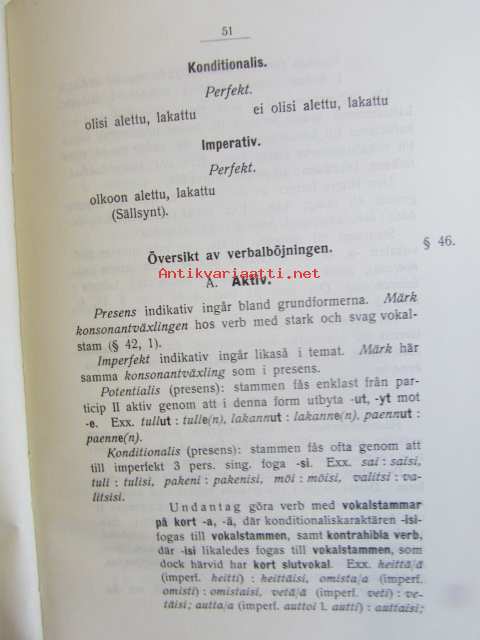 51
Konditionalis.
Perfekt.
olisi alettu, lakattu ei olisi alettu, lakattu
Imperativ.
Perfekt.
olkoon alettu, lakattu
(Sällsynt).
Översikt av verbalböjningen. § 46.
Antikvariaatti.net
A. Aktiv.
Presens indikativ ingår bland grundformerna. Märk
konsonantväxlingen hos verb med stark och svag vokal-
stam (§ 42, 1).
Imperfekt indikativ ingår likaså i temat. Märk här
samma konsonantväxling som i presens.
Potentialis (presens): stammen fås enklast från par-
ticip II aktiv genom att i denna form utbyta -ut, -yt mot
-e. Exx. tullut : tulle(n), lakannut : lakanne(n). paennut :
paenne(n).
Konditionalis (presens): stammen fås ofta genom att
till imperfekt 3 pers. sing. foga -si. Exx. sai : saisi,
tuli : tulisi, pakeni : pakenisi, möi : möisi, valitsi : va-
litsisi.
Undantag göra verb med vokalstammar
på kort -a, -ä, där konditionaliskaraktären -isi-
fogas till vokalstammen, samt kontrahibla verb,
där -isi likaledes fogas till vokalstammen, som
dock härvid har kort slutvokal. Exx. heittä/ä
(imperf. heitti) : heittäisi, omista/a (imperf.
omisti) : omistaisi, vetä/ä (imperf. veti) : ve-
täisi; autta/a (imperf. auttoi l. autti) : auttaisi;